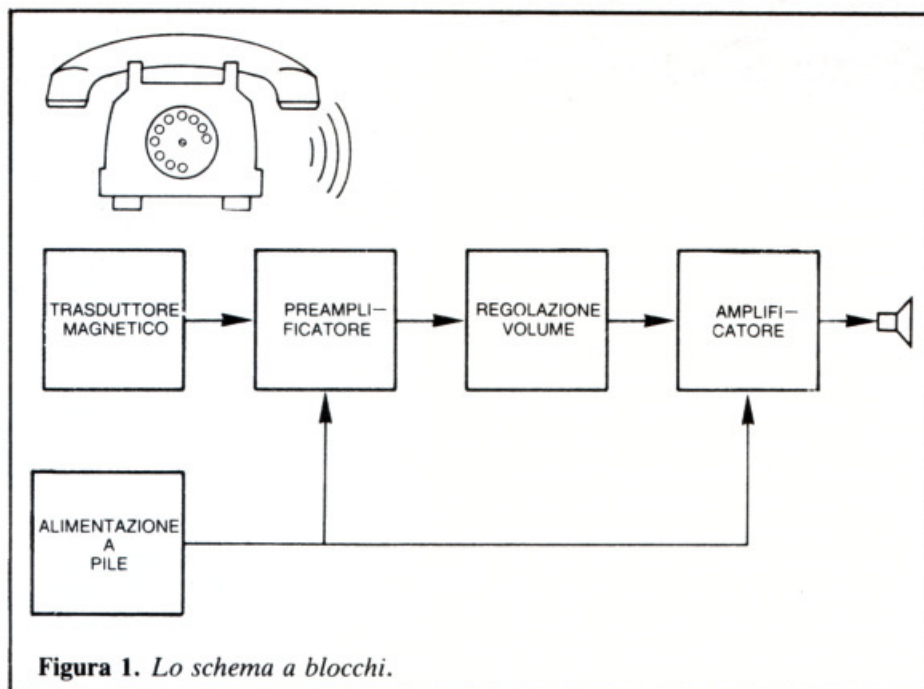 TRASDUTTORE
MAGNETICO
PREAMPLI-
FICATORE
REGOLAZIONE
VOLUME
AMPLIFI-
CATORE
ALIMENTAZIONE
A
PILE
Figura 1. Lo schema a blocchi.